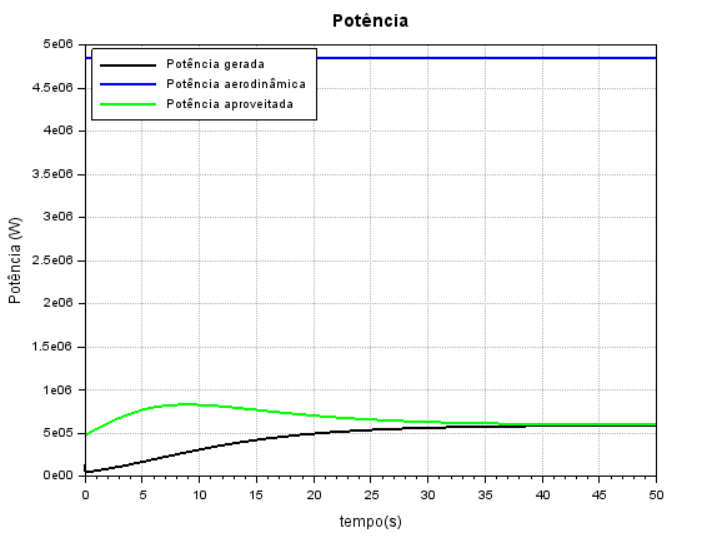 Potência
5e06
Potência gerada
Potência aerodinâmica
4.5e06
Potência aproveitada
4e06
3.5e06
3e06
Potência (W)
2.5e06
2e06
1.5e06
1e06
5e05
0e00
0 5 10 15 20 25 30 35 40 45 50
tempo(s)